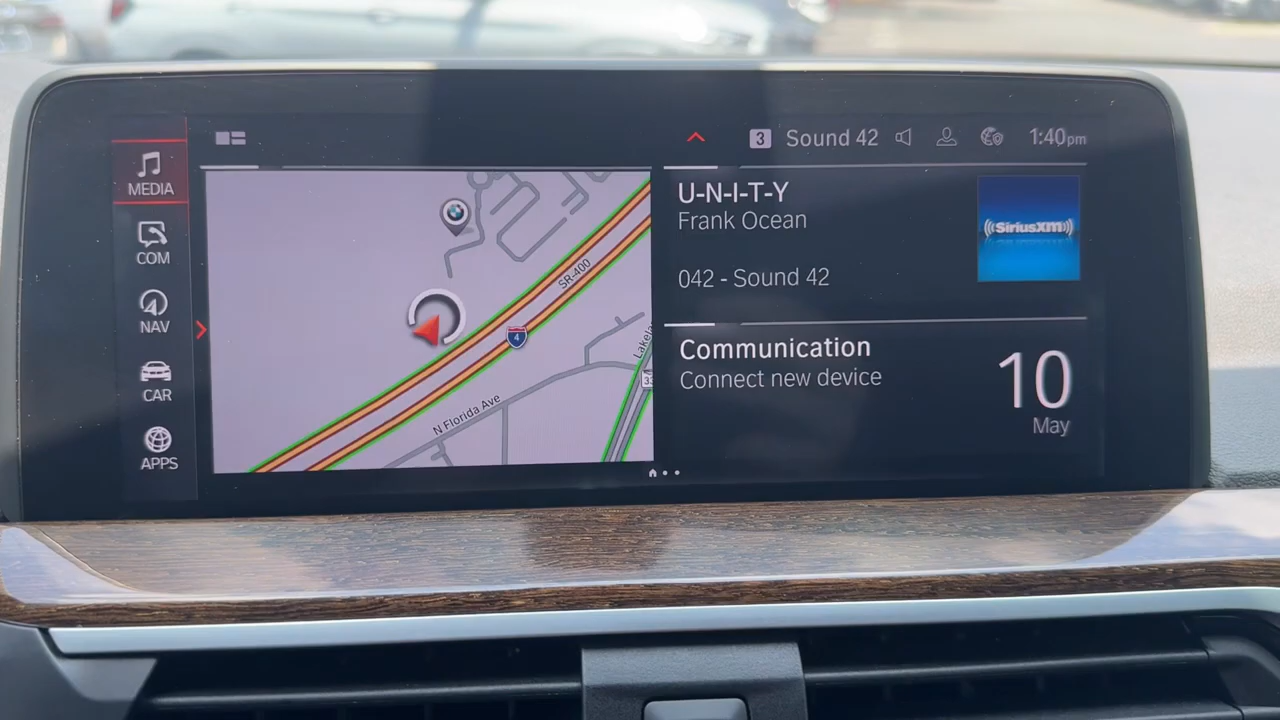 3 Sound 42 1:40pm
MEDIA
COM
NAV
CAR
APPS
SR-400
4
N Florida Ave
U-N-I-T-Y
Frank Ocean
042 - Sound 42
((SiriusXM))
Communication
Connect new device
10
May